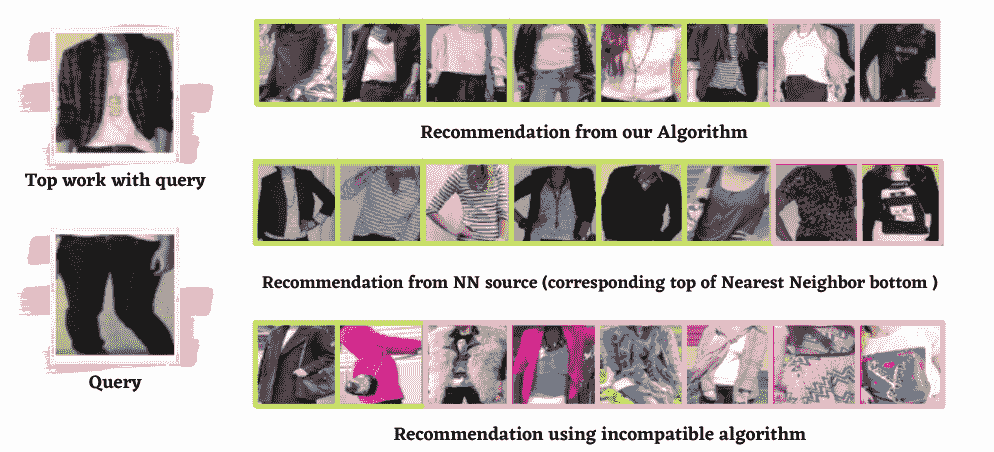 Recommendation from our Algorithm
Top work with query
Recommendation from NN source (corresponding top of Nearest Neighbor bottom )
Query
Recommendation using incompatible algorithm